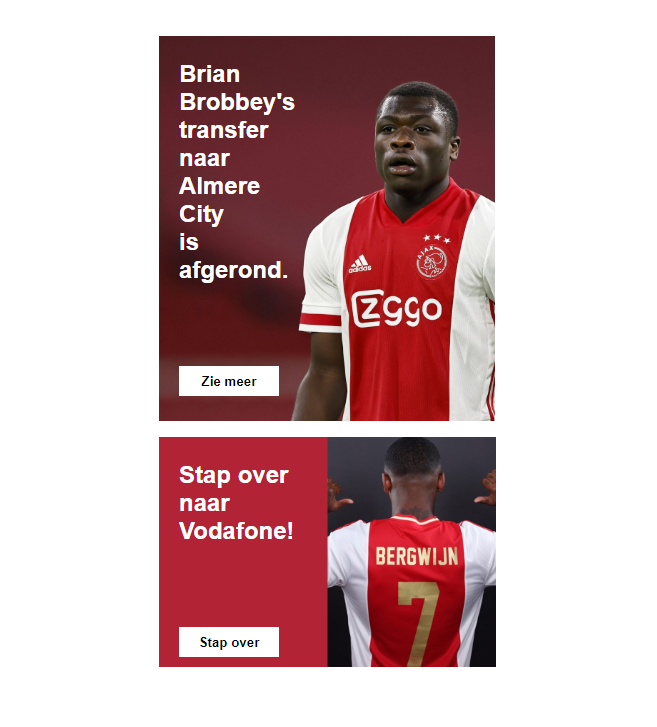 Brian
Brobbey's
transfer
naar
Almere
City
is
afgerond.
AJAX
adidas
ZIGGO
Zie meer
Stap over
naar
Vodafone!
BERGWIJN
7
Stap over